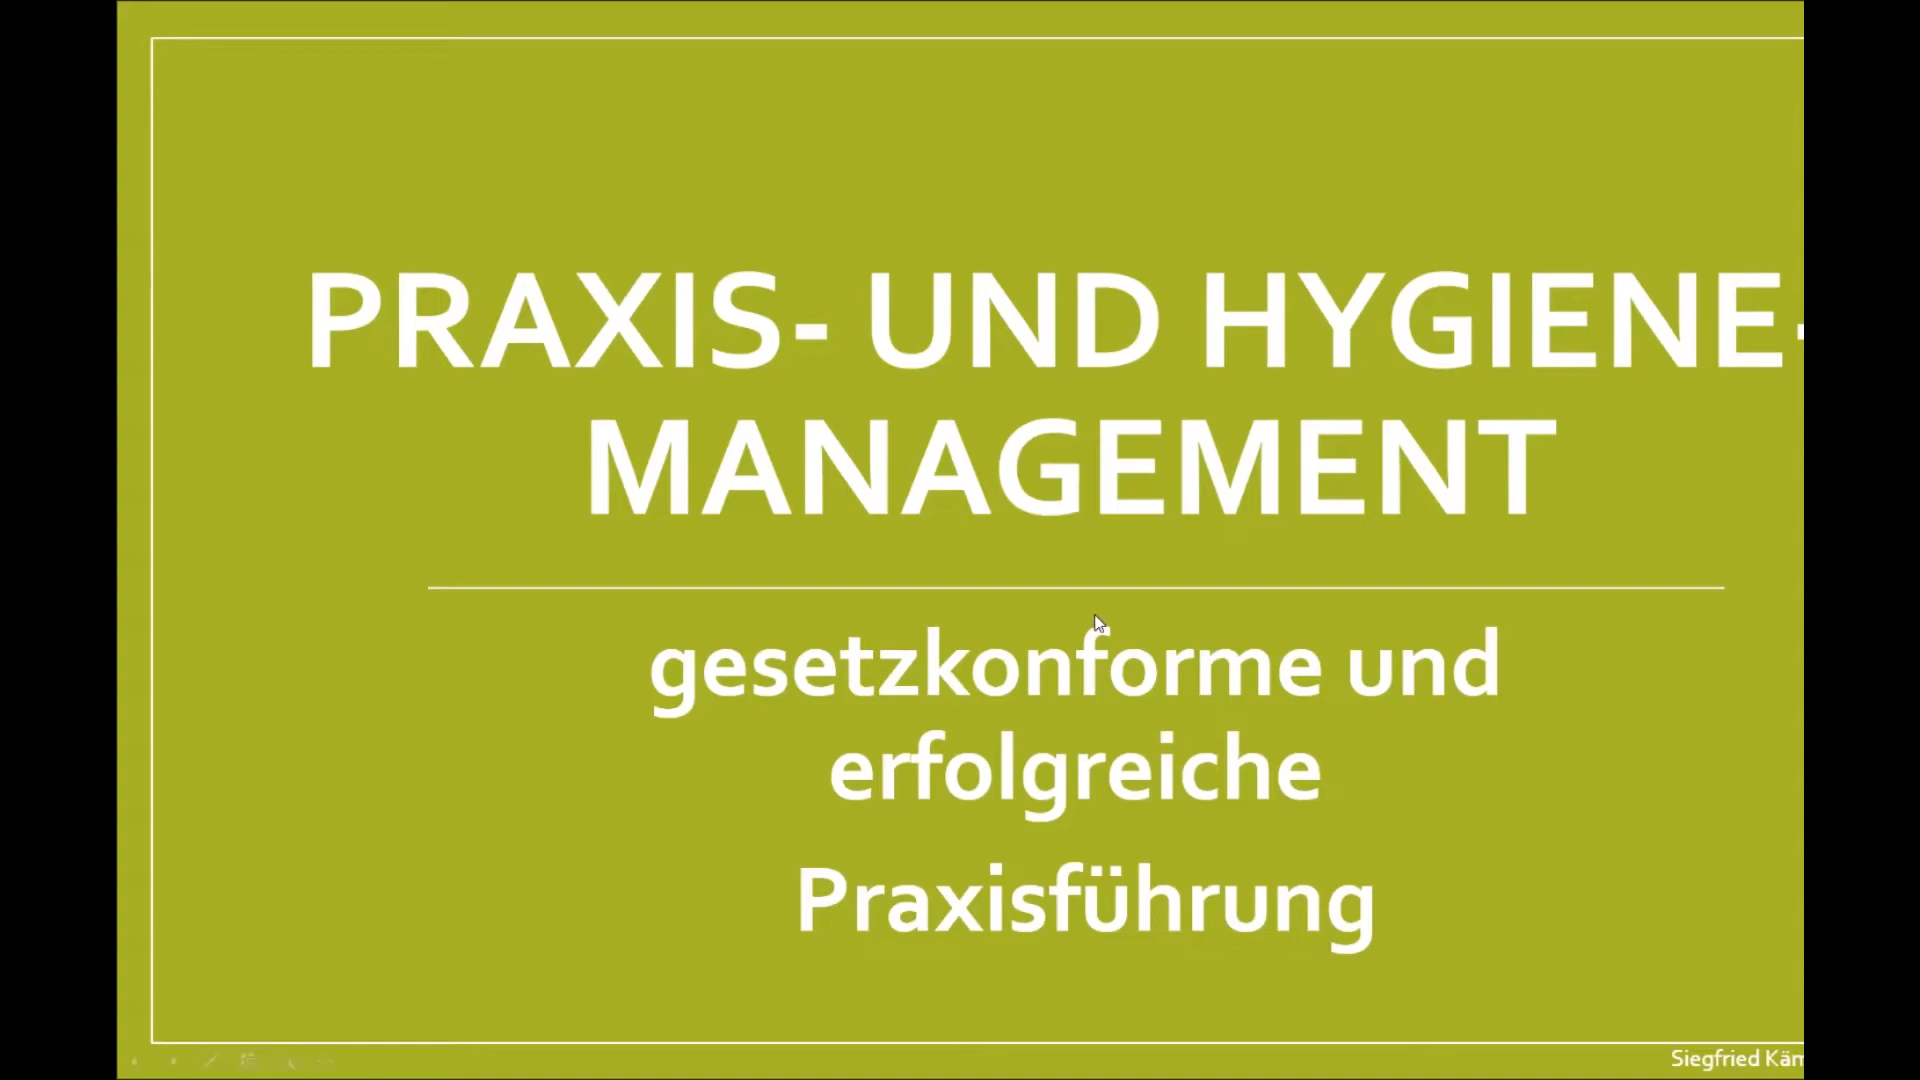 PRAXIS- UND HYGIENE-
MANAGEMENT
gesetzkonforme und
erfolgreiche
Praxisführung
Siegfried